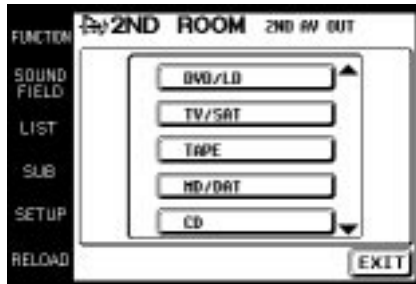 2ND ROOM 2ND AV OUT
FUNCTION
SOUND
FIELD
LIST
SUB
SETUP
RELOAD
DVD/LD
TV/SAT
TAPE
MD/DAT
CD
EXIT